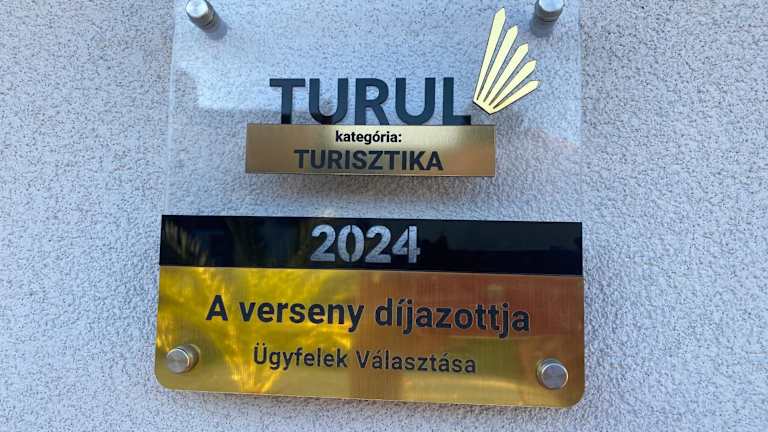 TURUL
kategória:
TURISZTIKA
2024
A verseny díjazottja
Ügyfelek Választása